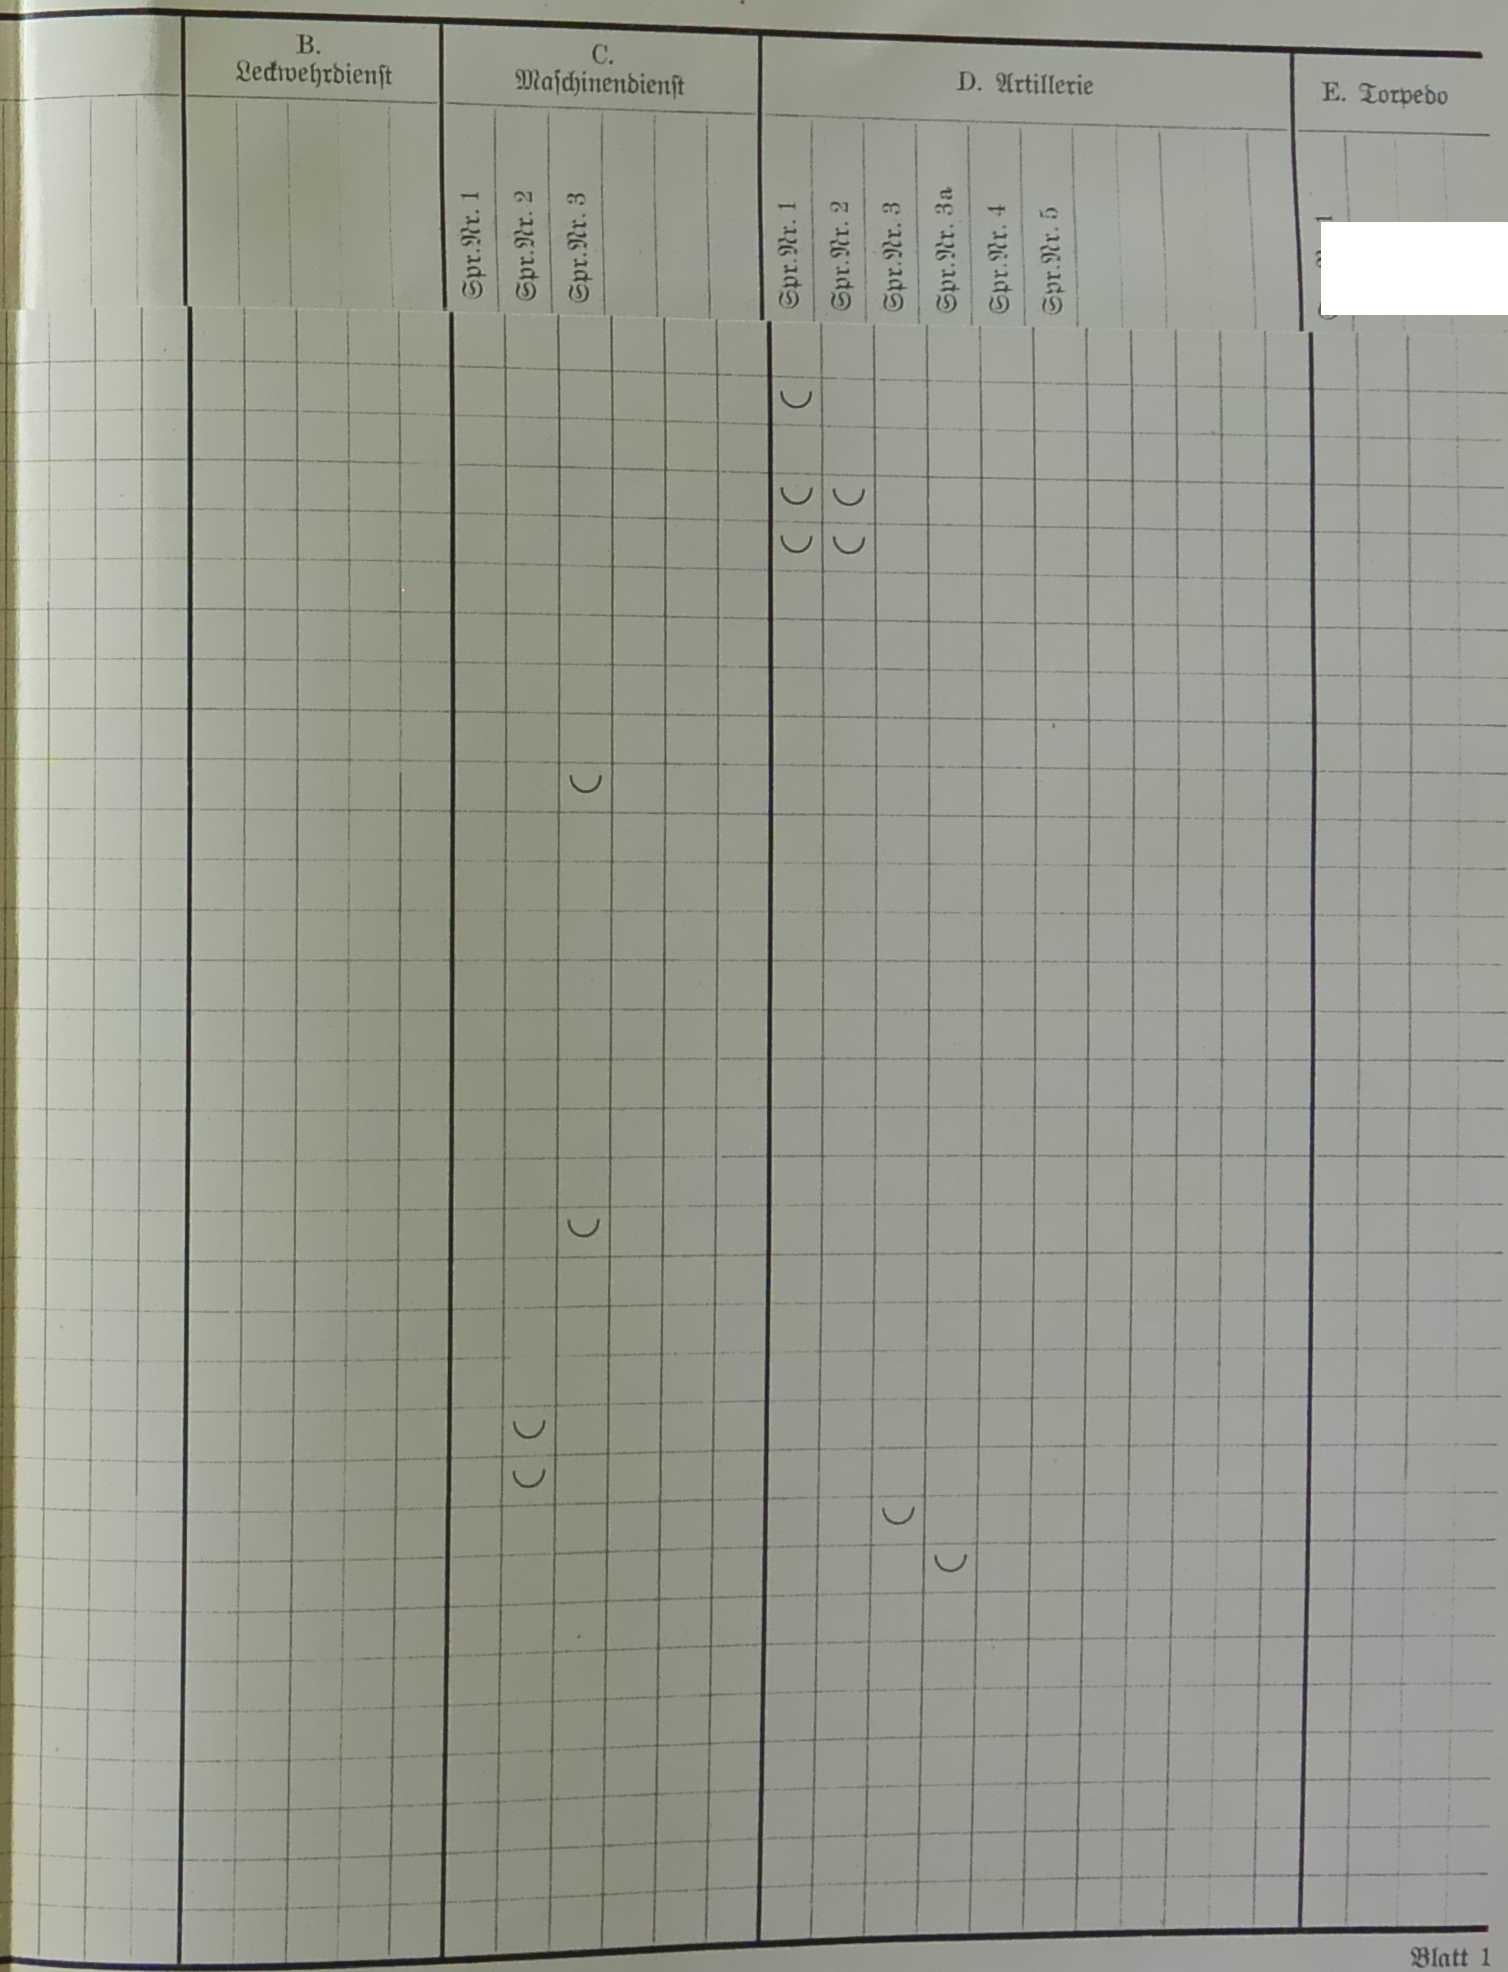 B.
Leckwehrdienst
C.
Maschinendienst
D. Artillerie
E. Torpedo
Spr.Nr. 1
Spr.Nr. 2
Spr.Nr. 3
Spr.Nr. 1
Spr.Nr. 2
Spr.Nr. 3
Spr.Nr. 3a
Spr.Nr. 4
Spr.Nr. 5
Blatt 1